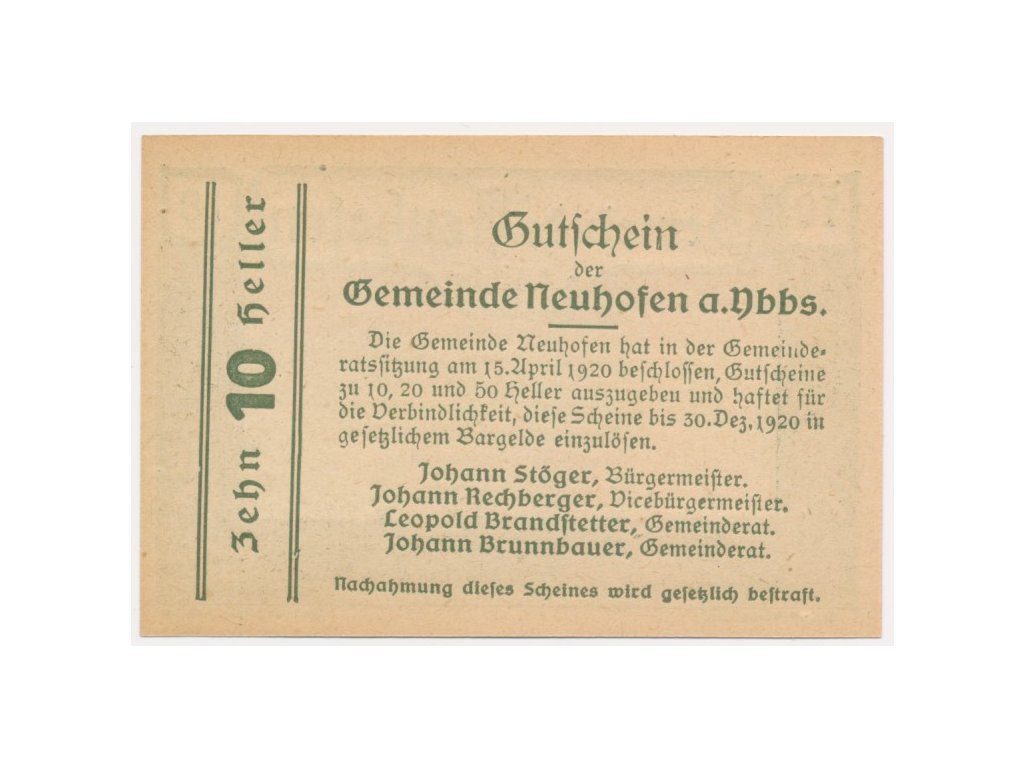 Zehn 10 Heller
Gutschein
der
Gemeinde Neuhofen a. Ybbs.
Die Gemeinde Neuhofen hat in der Gemeinde-
ratssitzung am 15. April 1920 beschlossen, Gutscheine
zu 10, 20 und 50 Heller auszugeben und haftet für
die Verbindlichkeit, diese Scheine bis 30. Dez. 1920 in
gesetzlichem Bargelde einzulösen.
Johann Stöger, Bürgermeister.
Johann Rechberger, Vicebürgermeister.
Leopold Brandstetter, Gemeinderat.
Johann Brunnbauer, Gemeinderat.
Nachahmung dieses Scheines wird gesetzlich bestraft.